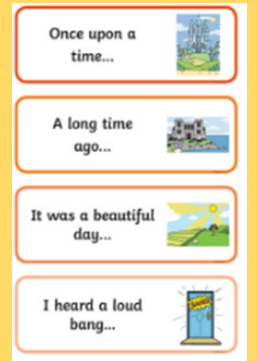 Once upon a
time...
A long time
ago...
It was a beautiful
day...
I heard a loud
bang...